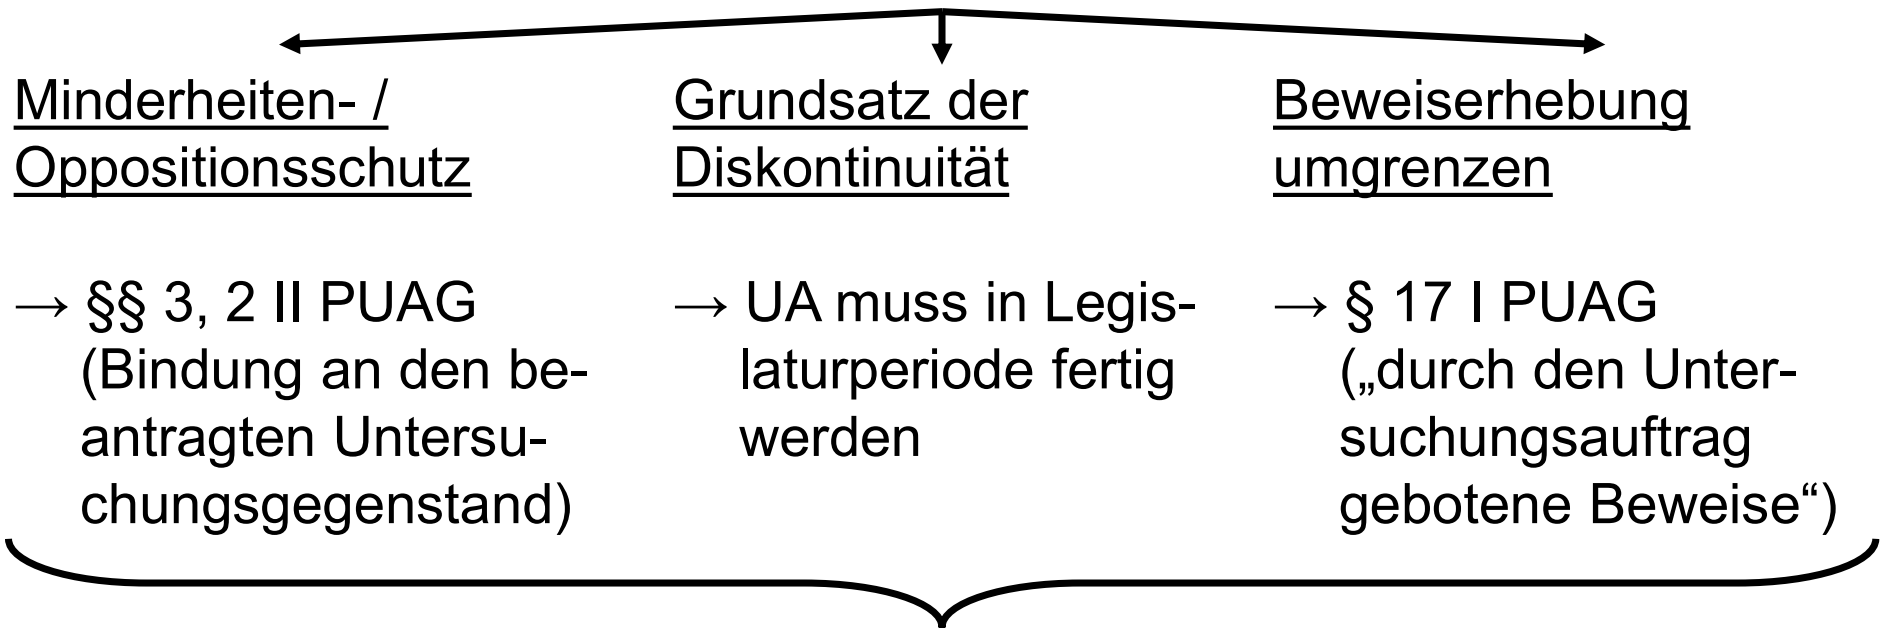 Minderheiten- /
Oppositionsschutz
→ §§ 3, 2 II PUAG
(Bindung an den be-
antragten Untersu-
chungsgegenstand)
Grundsatz der
Diskontinuität
→ UA muss in Legis-
laturperiode fertig
werden
Beweiserhebung
umgrenzen
→ § 17 I PUAG
(„durch den Unter-
suchungsauftrag
gebotene Beweise“)